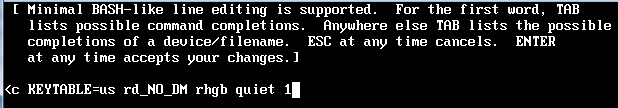 [ Minimal BASH-like line editing is supported.  For the first word, TAB
lists possible command completions.  Anywhere else TAB lists the possible
completions of a device/filename.  ESC at any time cancels.  ENTER
at any time accepts your changes.]
<c KEYTABLE=us rd_NO_DM rhgb quiet 1